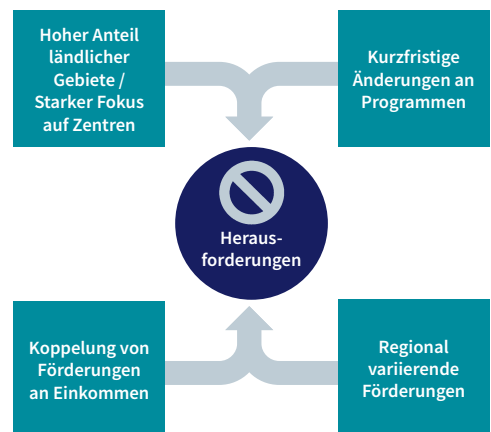 Hoher Anteil
ländlicher
Gebiete /
Starker Fokus
auf Zentren
Kurzfristige
Änderungen an
Programmen
Heraus-
forderungen
Koppelung von
Förderungen
an Einkommen
Regional
variierende
Förderungen